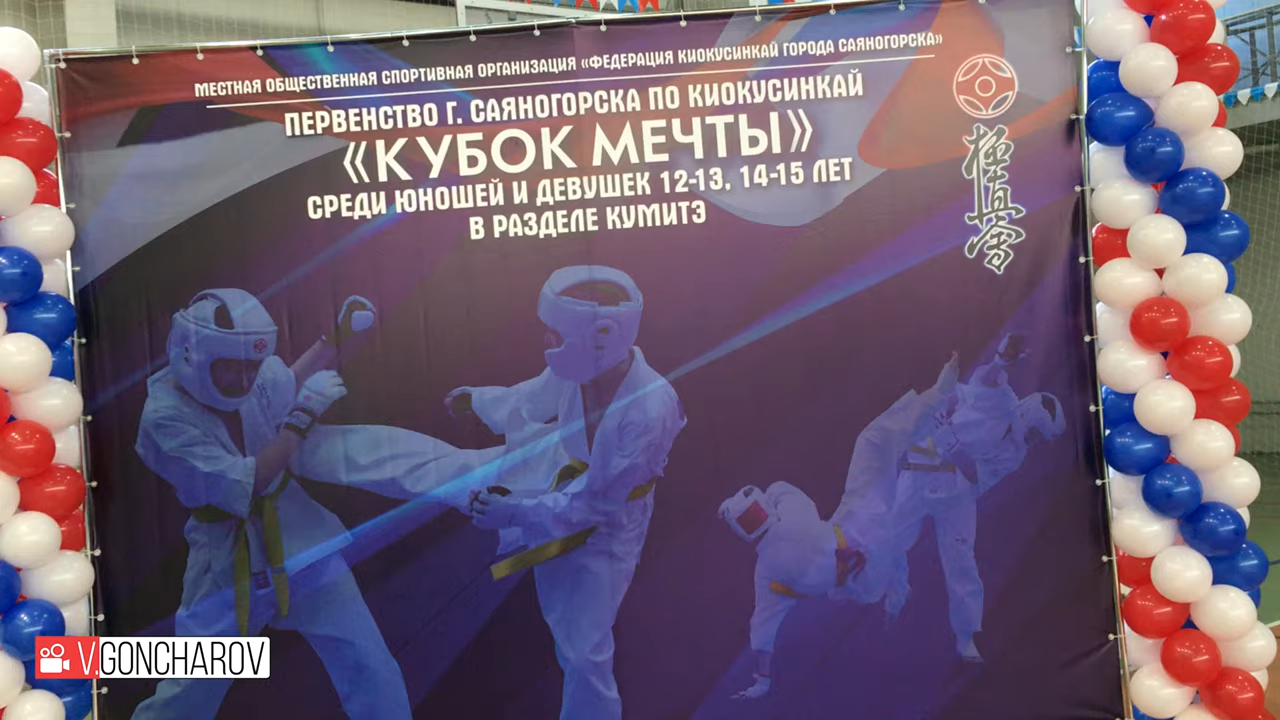 МЕСТНАЯ ОБЩЕСТВЕННАЯ СПОРТИВНАЯ ОРГАНИЗАЦИЯ «ФЕДЕРАЦИЯ КИОКУСИНКАЙ ГОРОДА САЯНОГОРСКА»
ПЕРВЕНСТВО Г. САЯНОГОРСКА ПО КИОКУСИНКАЙ
«КУБОК МЕЧТЫ»
СРЕДИ ЮНОШЕЙ И ДЕВУШЕК 12-13, 14-15 ЛЕТ
В РАЗДЕЛЕ КУМИТЭ
極真会
V.GONCHAROV